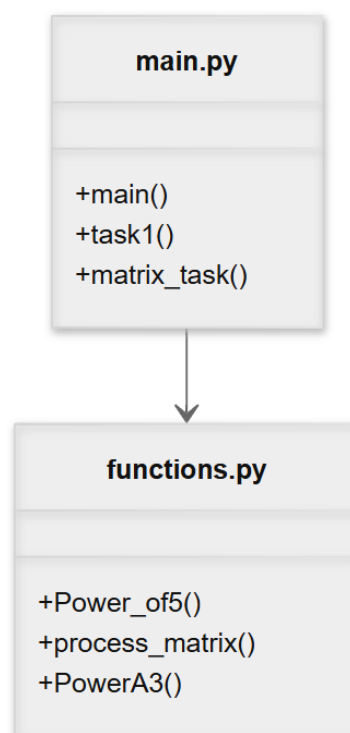 main.py
+main()
+task1()
+matrix_task()
functions.py
+Power_of5()
+process_matrix()
+PowerA3()